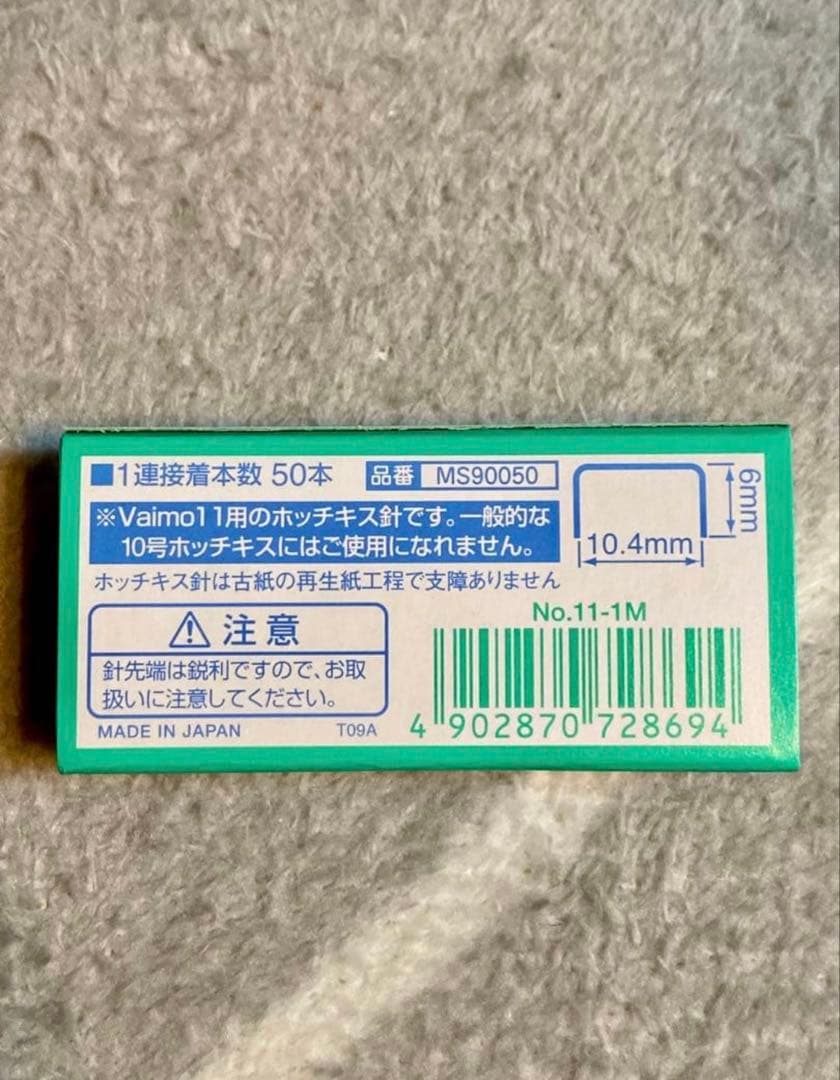 ■1連接着本数 50本
品番 MS90050
※Vaimo11用のホッチキス針です。一般的な
10号ホッチキスにはご使用になれません。
ホッチキス針は古紙の再生紙工程で支障ありません
6mm
10.4mm
⚠注意
針先端は鋭利ですので、お取
扱いに注意してください。
MADE IN JAPAN T09A
No.11-1M
4 902870 728694